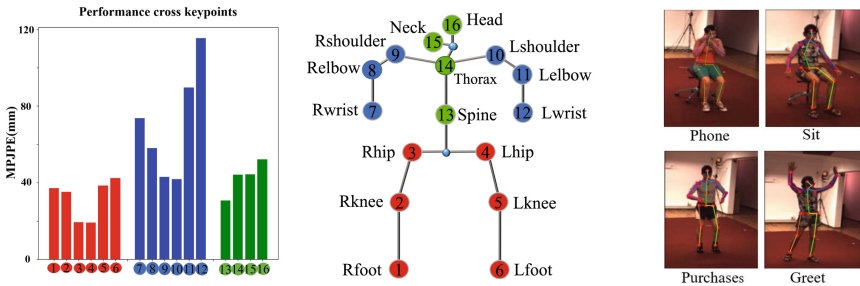 Performance cross keypoints
MPJPE(mm)
120
80
40
0
1 2 3 4 5 6 7 8 9 10 11 12 13 14 15 16
Head
16
Neck
15
Rshoulder
9
Lshoulder
10
14
Thorax
Relbow
8
11
Lelbow
Rwrist
7
13
Spine
12
Lwrist
Rhip
3
4
Lhip
Rknee
2
5
Lknee
Rfoot
1
6
Lfoot
Phone
Sit
Purchases
Greet